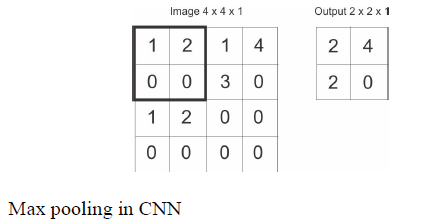 Image 4 x 4 x 1 Output 2 x 2 x 1
1 2 1 4 2 4
0 0 3 0 2 0
1 2 0 0
0 0 0 0
Max pooling in CNN